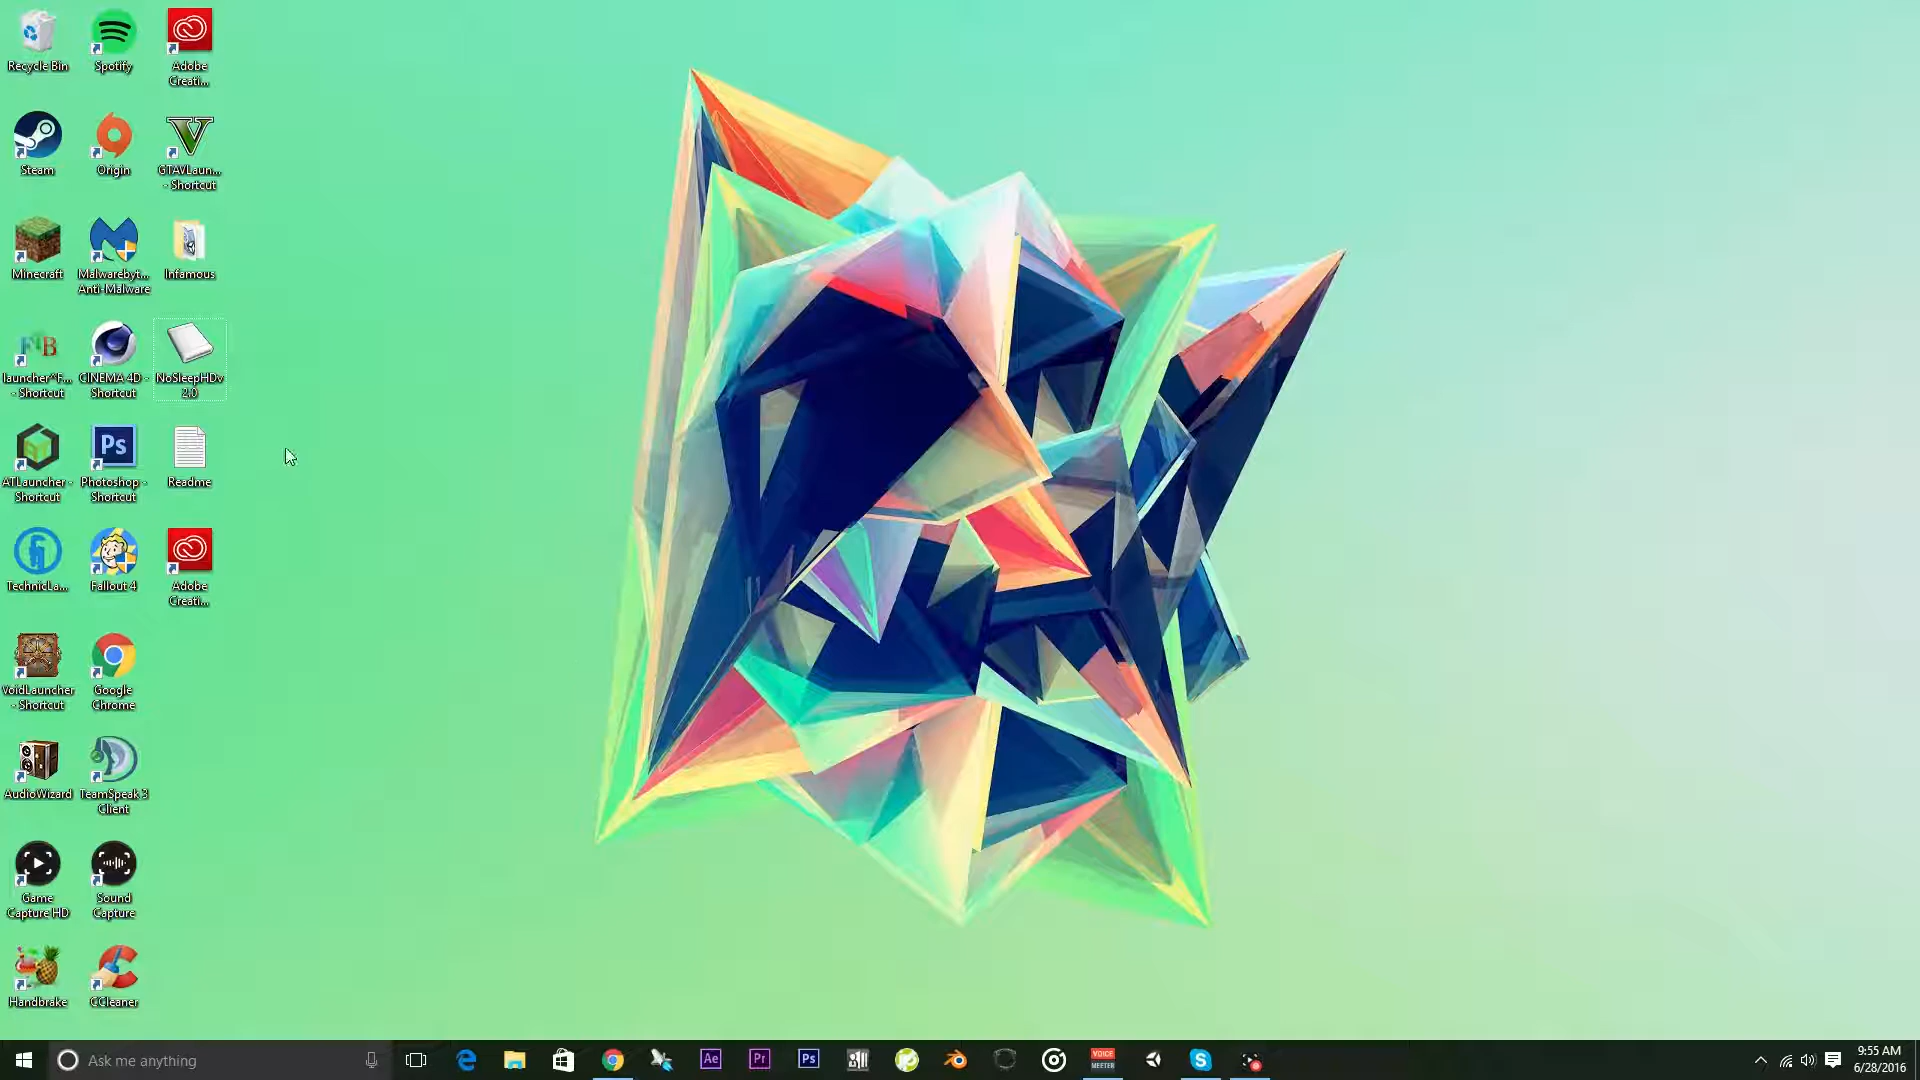 Recycle Bin
Spotify
Adobe
Creati...
Steam
Origin
GTAVLaun...
- Shortcut
Minecraft
Malwarebyt...
Anti-Malware
Infamous
launcher^F...
- Shortcut
CINEMA 4D -
Shortcut
NoSleepHDv
2.0
ATLauncher -
Shortcut
Ps
Photoshop -
Shortcut
Readme
TechnicLa...
Fallout 4
Adobe
Creati...
VoidLauncher
- Shortcut
Google
Chrome
AudioWizard
TeamSpeak 3
Client
Game
Capture HD
Sound
Capture
Handbrake
CCleaner
Ask me anything
Ae
Pr
Ps
VOICE
MEETER
9:55 AM
6/28/2016